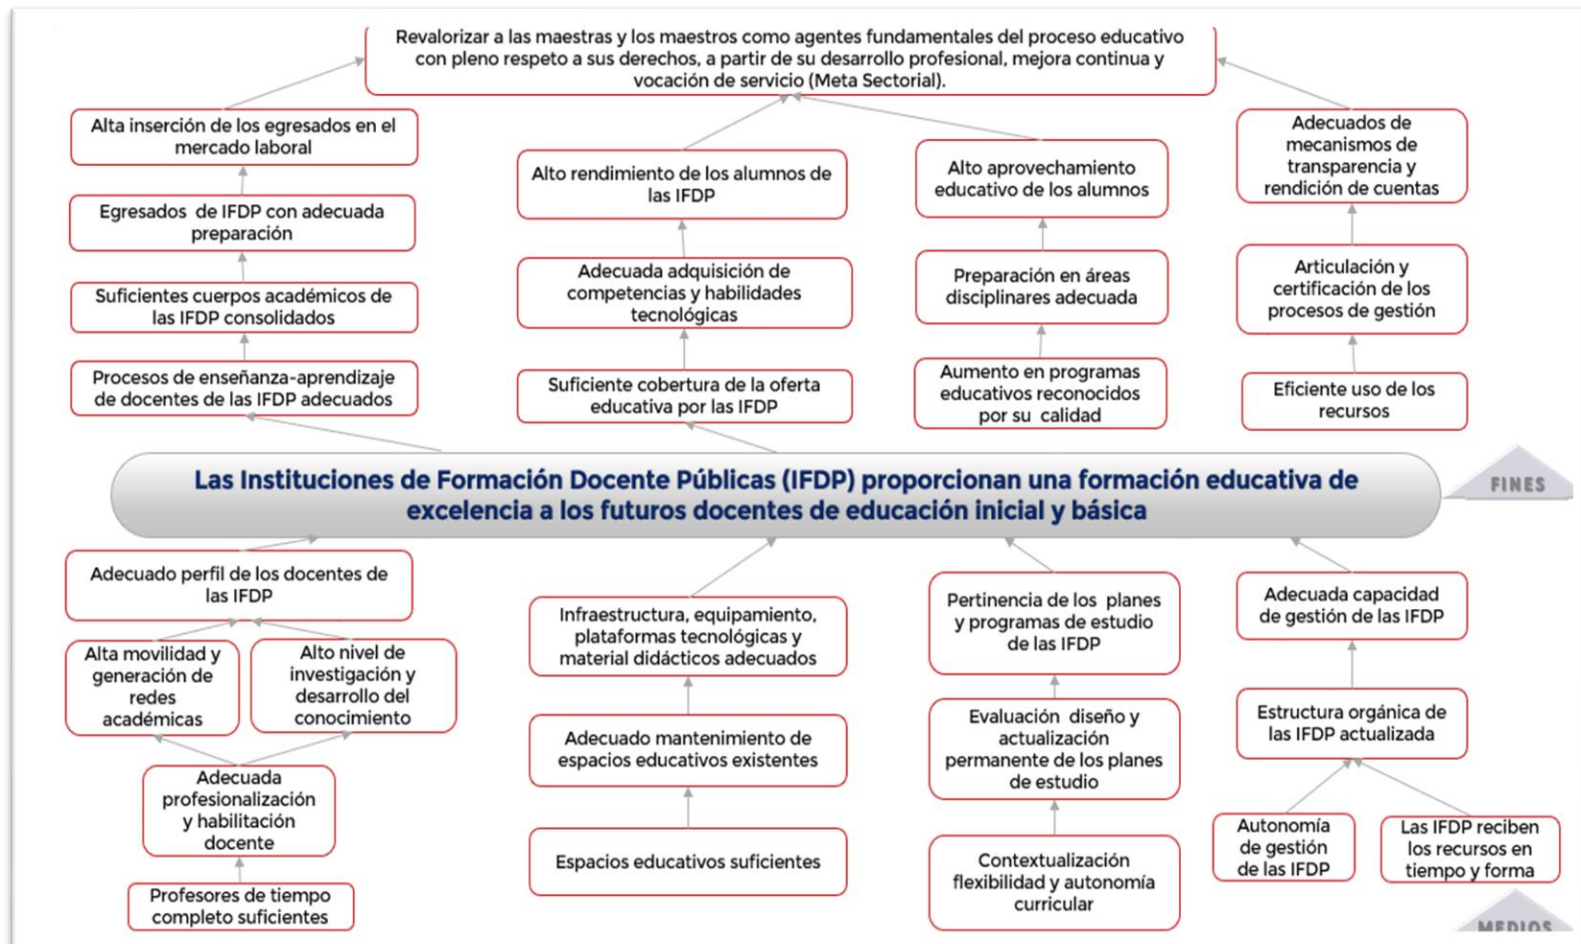 Revalorizar a las maestras y los maestros como agentes fundamentales del proceso educativo
con pleno respeto a sus derechos, a partir de su desarrollo profesional, mejora continua y
vocación de servicio (Meta Sectorial).
Alta inserción de los egresados en el
mercado laboral
Egresados de IFDP con adecuada
preparación
Suficientes cuerpos académicos de
las IFDP consolidados
Procesos de enseñanza-aprendizaje
de docentes de las IFDP adecuados
Alto rendimiento de los alumnos de
las IFDP
Adecuada adquisición de
competencias y habilidades
tecnológicas
Suficiente cobertura de la oferta
educativa por las IFDP
Alto aprovechamiento
educativo de los alumnos
Preparación en áreas
disciplinares adecuada
Aumento en programas
educativos reconocidos
por su calidad
Adecuados de
mecanismos de
transparencia y
rendición de cuentas
Articulación y
certificación de los
procesos de gestión
Eficiente uso de los
recursos
Las Instituciones de Formación Docente Públicas (IFDP) proporcionan una formación educativa de
excelencia a los futuros docentes de educación inicial y básica
FINES
Adecuado perfil de los docentes de
las IFDP
Alta movilidad y
generación de
redes
académicas
Alto nivel de
investigación y
desarrollo del
conocimiento
Adecuada
profesionalización
y habilitación
docente
Profesores de tiempo
completo suficientes
Infraestructura, equipamiento,
plataformas tecnológicas y
material didácticos adecuados
Adecuado mantenimiento de
espacios educativos existentes
Espacios educativos suficientes
Pertinencia de los planes
y programas de estudio
de las IFDP
Evaluación diseño y
actualización
permanente de los planes
de estudio
Contextualización
flexibilidad y autonomía
curricular
Adecuada capacidad
de gestión de las IFDP
Estructura orgánica de
las IFDP actualizada
Autonomía
de gestión
de las IFDP
Las IFDP reciben
los recursos en
tiempo y forma
MEDIOS